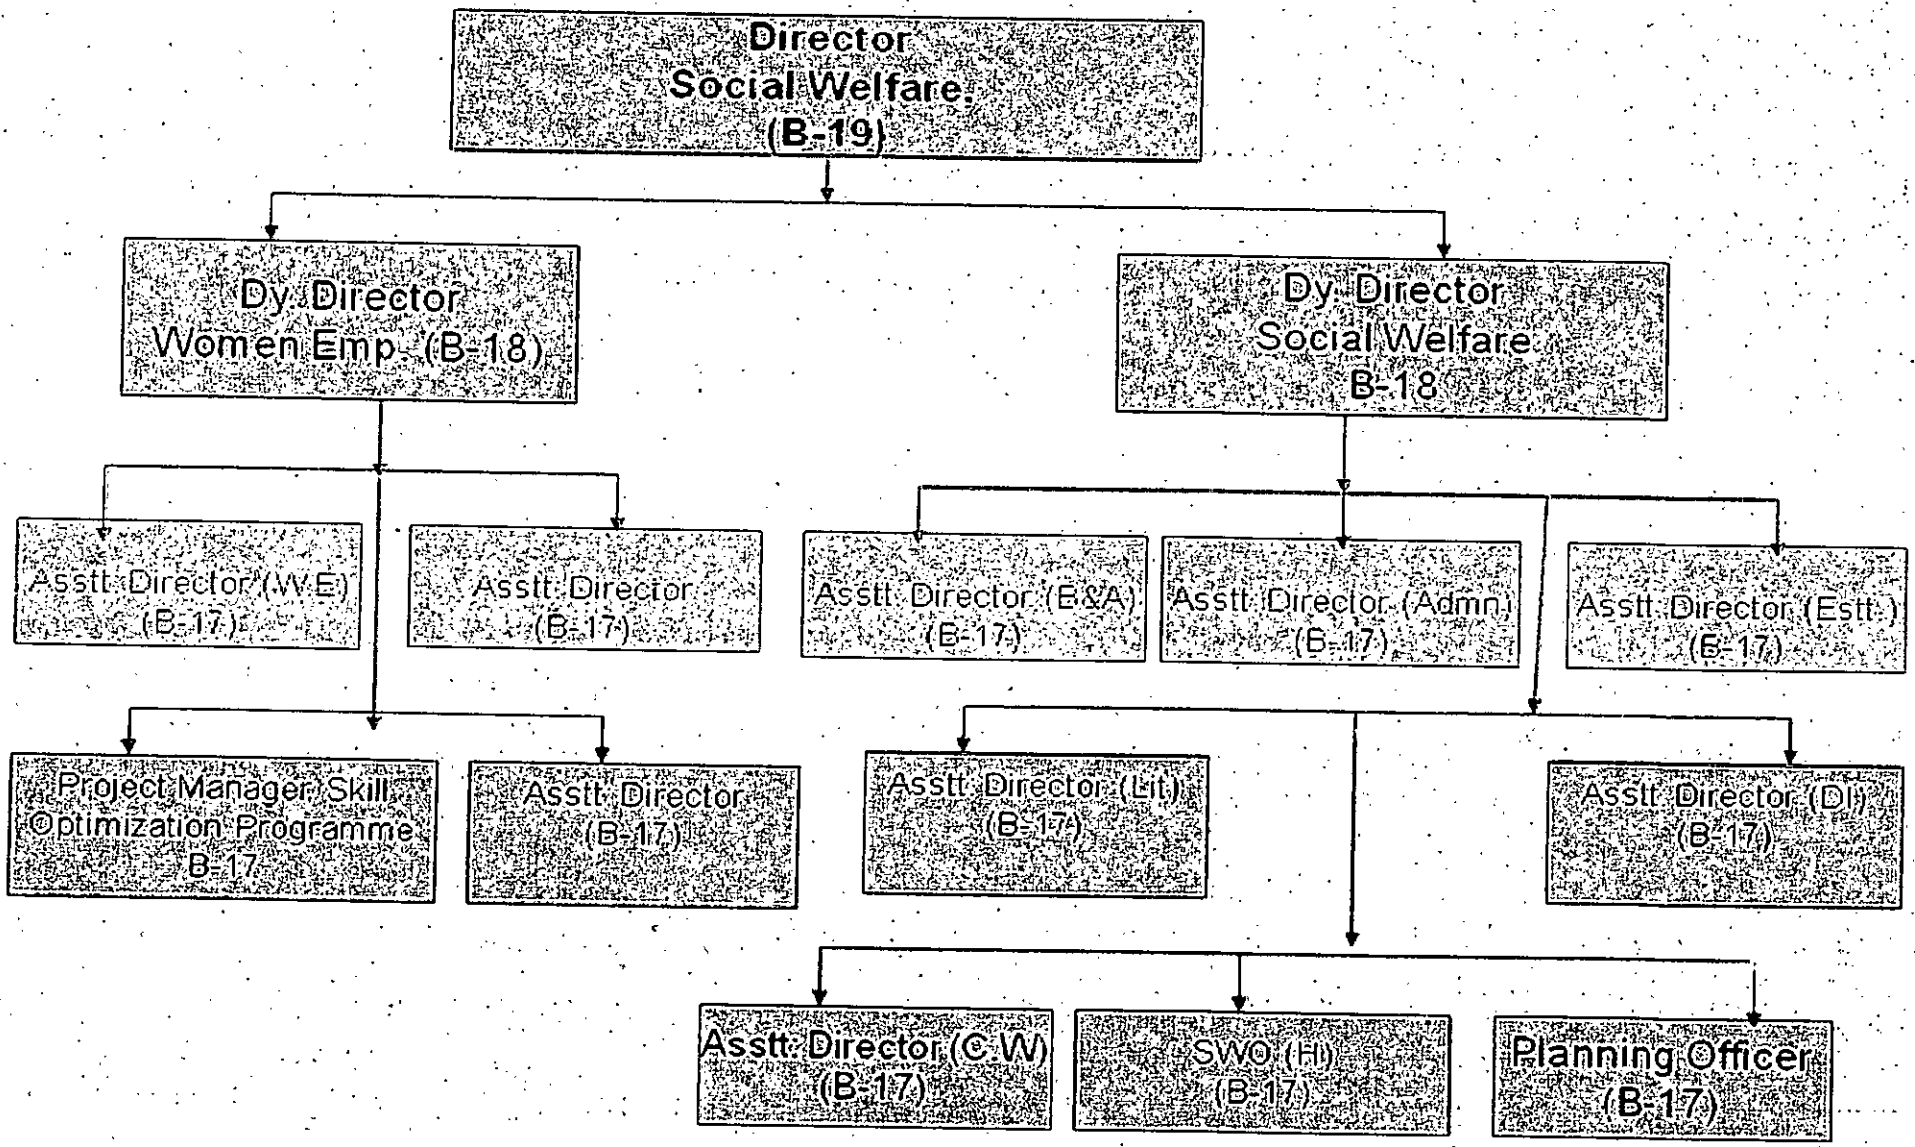 Director
Social Welfare.
(B-19)
Dy. Director
Women Emp. (B-18)
Dy. Director
Social Welfare.
B-18
Asstt. Director (W.E)
(B-17)
Asstt. Director
(B-17)
Asstt. Director (B&A)
(B-17)
Asstt. Director (Admn)
(B-17)
Asstt. Director (Estt.)
(B-17)
Project Manager Skill
Optimization Programme
B-17
Asstt. Director
(B-17)
Asstt. Director (Lit)
(B-17)
Asstt. Director (DI)
(B-17)
Asstt. Director (C.W)
(B-17)
SWO (HI)
(B-17)
Planning Officer
(B-17)